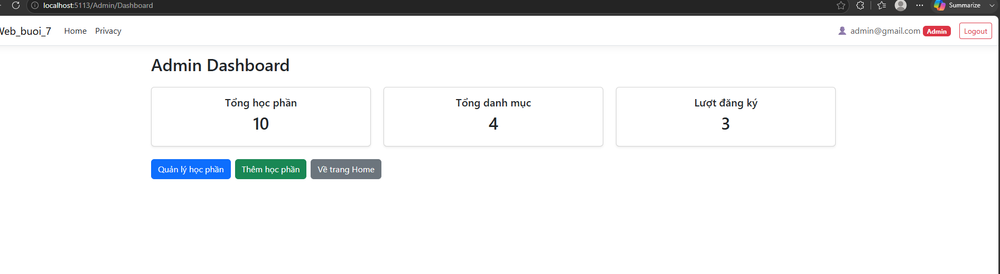 localhost:5113/Admin/Dashboard
Summarize
Web_buoi_7 Home Privacy
admin@gmail.com Admin Logout
Admin Dashboard
Tổng học phần
10
Tổng danh mục
4
Lượt đăng ký
3
Quản lý học phần Thêm học phần Về trang Home